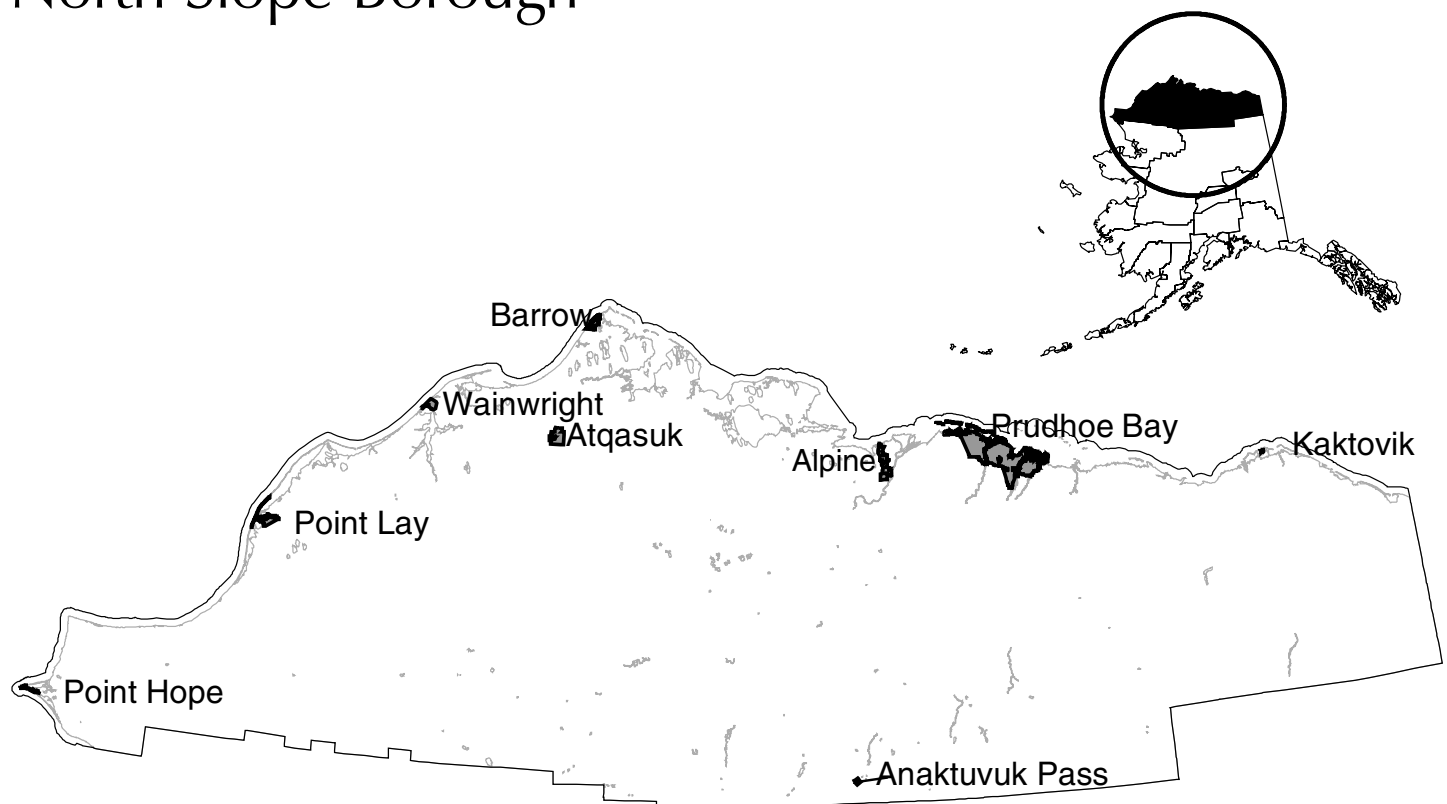 North Slope Borough
Barrow
Wainwright
Atqasuk
Prudhoe Bay
Alpine
Kaktovik
Point Lay
Point Hope
Anaktuvuk Pass